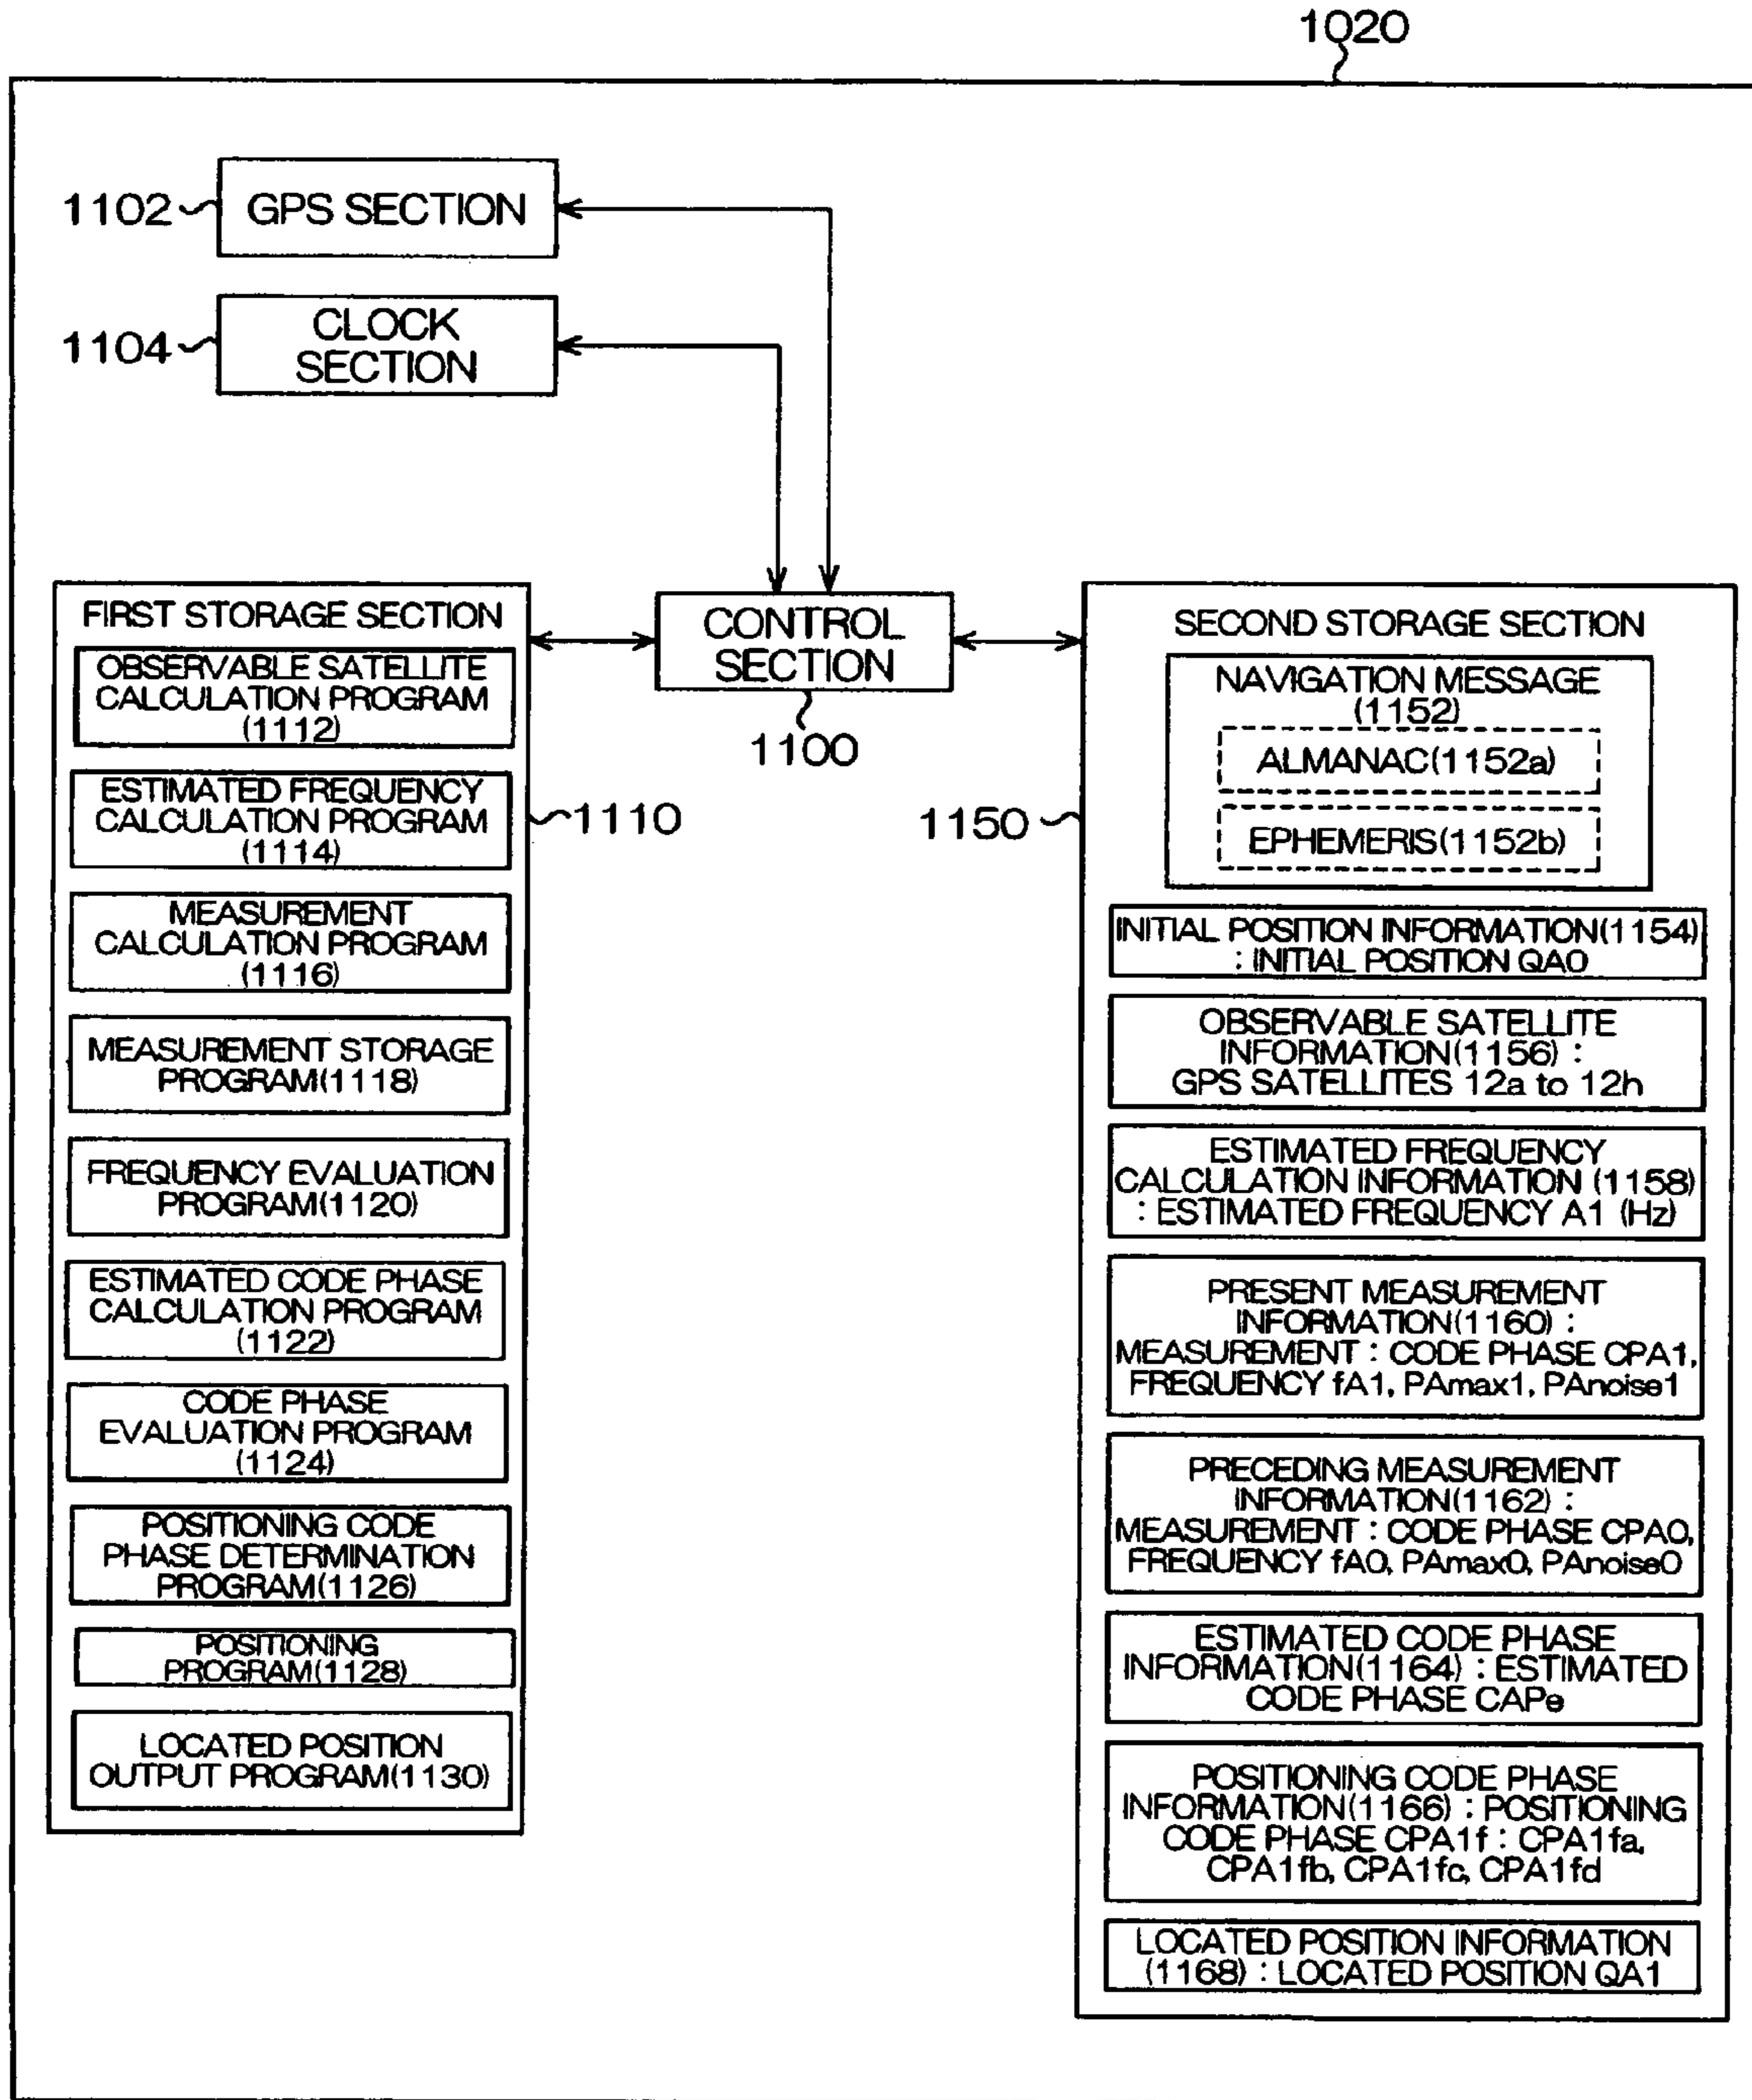 1020
1102
GPS SECTION
1104
CLOCK
SECTION
CONTROL
SECTION
1100
FIRST STORAGE SECTION
OBSERVABLE SATELLITE
CALCULATION PROGRAM
(1112)
ESTIMATED FREQUENCY
CALCULATION PROGRAM
(1114)
1110
MEASUREMENT
CALCULATION PROGRAM
(1116)
MEASUREMENT STORAGE
PROGRAM(1118)
FREQUENCY EVALUATION
PROGRAM(1120)
ESTIMATED CODE PHASE
CALCULATION PROGRAM
(1122)
CODE PHASE
EVALUATION PROGRAM
(1124)
POSITIONING CODE
PHASE DETERMINATION
PROGRAM(1126)
POSITIONING
PROGRAM(1128)
LOCATED POSITION
OUTPUT PROGRAM(1130)
1150
SECOND STORAGE SECTION
NAVIGATION MESSAGE
(1152)
ALMANAC(1152a)
EPHEMERIS(1152b)
INITIAL POSITION INFORMATION(1154)
: INITIAL POSITION QA0
OBSERVABLE SATELLITE
INFORMATION(1156) :
GPS SATELLITES 12a to 12h
ESTIMATED FREQUENCY
CALCULATION INFORMATION (1158)
: ESTIMATED FREQUENCY A1 (Hz)
PRESENT MEASUREMENT
INFORMATION(1160) :
MEASUREMENT : CODE PHASE CPA1,
FREQUENCY fA1, PAmax1, PAnoise1
PRECEDING MEASUREMENT
INFORMATION(1162) :
MEASUREMENT : CODE PHASE CPA0,
FREQUENCY fA0, PAmax0, PAnoise0
ESTIMATED CODE PHASE
INFORMATION(1164) : ESTIMATED
CODE PHASE CAPe
POSITIONING CODE PHASE
INFORMATION(1166) : POSITIONING
CODE PHASE CPA1f : CPA1fa,
CPA1fb, CPA1fc, CPA1fd
LOCATED POSITION INFORMATION
(1168) : LOCATED POSITION QA1